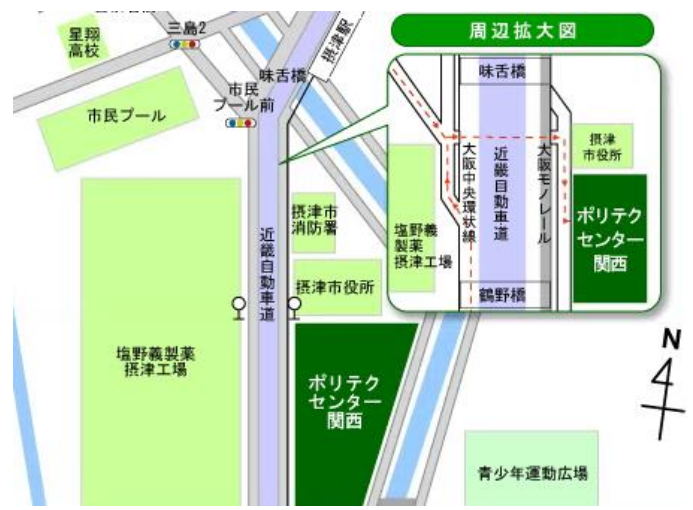 星翔
高校
三島2
摂津駅
味舌橋
市民
プール前
市民プール
周辺拡大図
味舌橋
大阪中央環状線
近畿自動車道
大阪モノレール
摂津
市役所
塩野義
製薬
摂津工場
ポリテク
センター
関西
鶴野橋
摂津市
消防署
近畿自動車道
摂津市役所
塩野義製薬
摂津工場
ポリテク
センター
関西
N
青少年運動広場